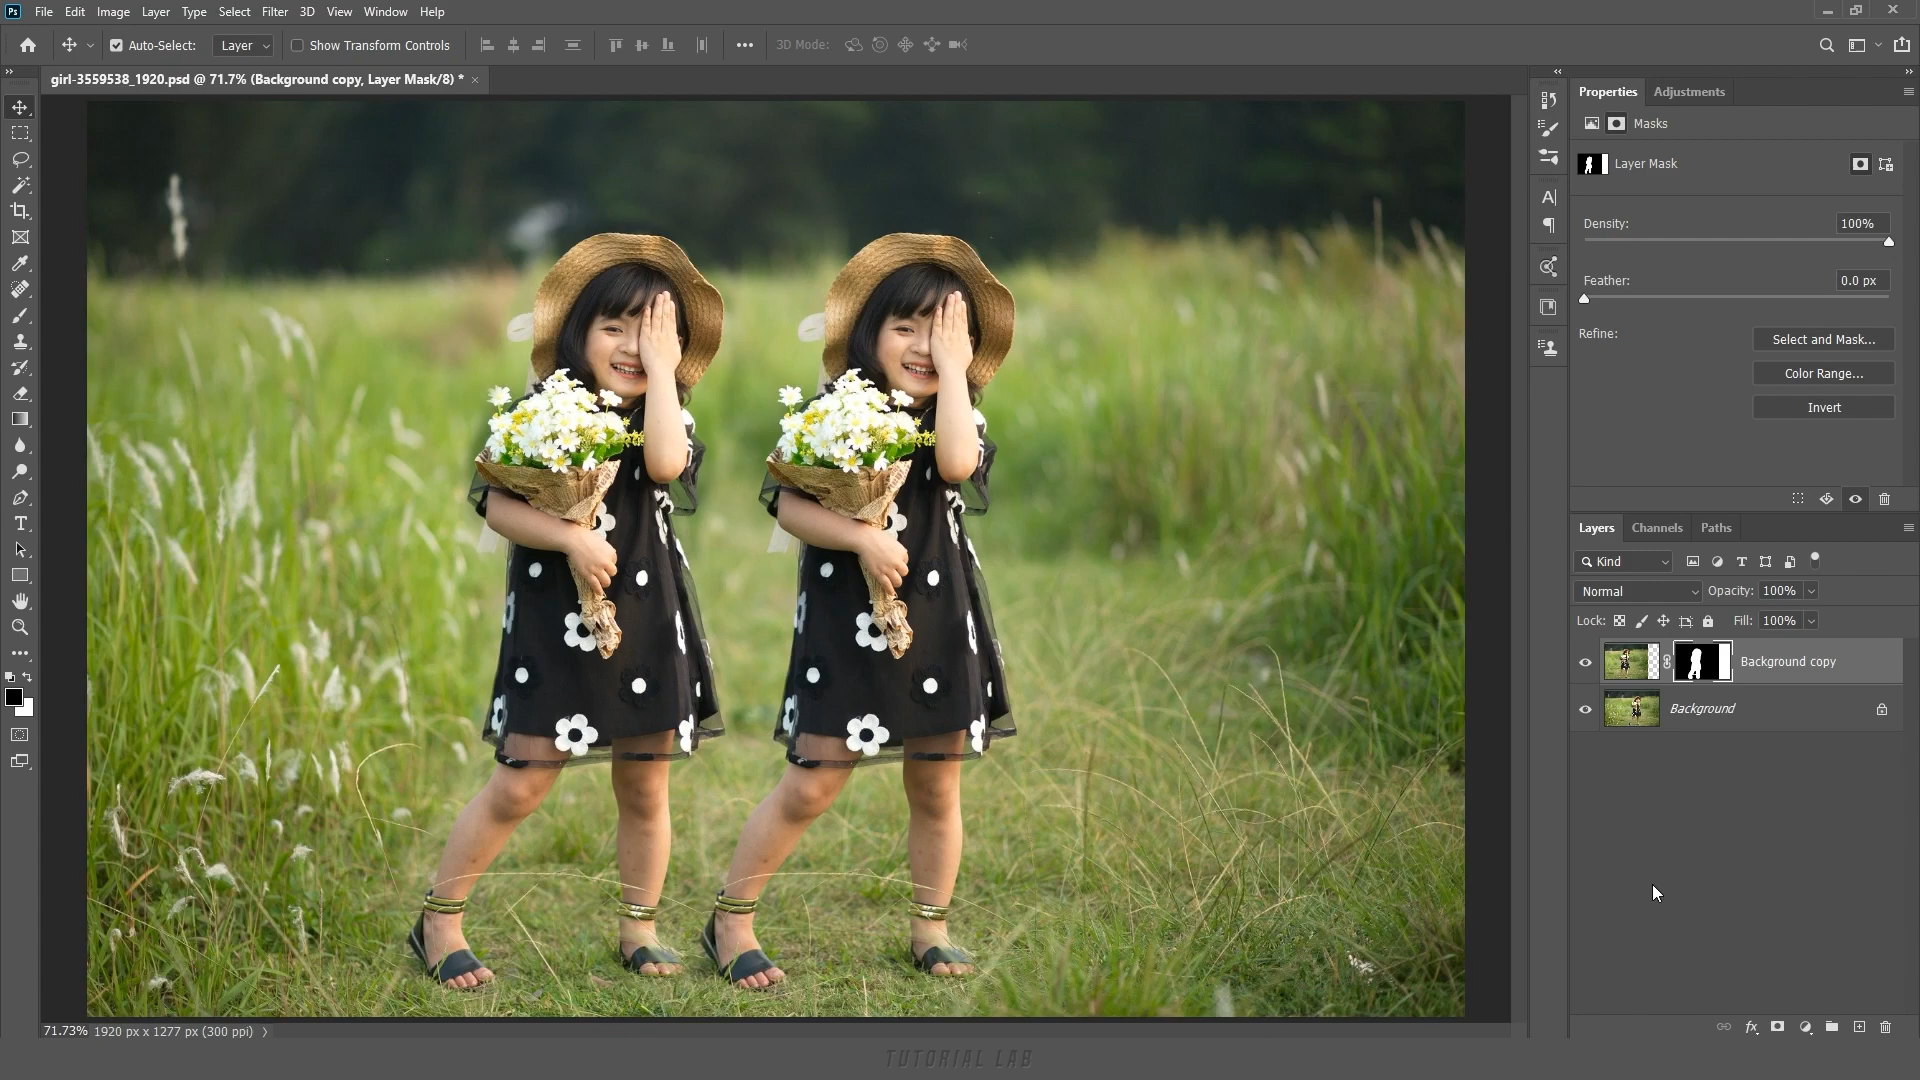 Ps File Edit Image Layer Type Select Filter 3D View Window Help
Auto-Select: Layer Show Transform Controls 3D Mode:
girl-3559538_1920.psd @ 71.7% (Background copy, Layer Mask/8) *
Properties Adjustments
Masks
Layer Mask
Density: 100%
Feather: 0.0 px
Refine: Select and Mask...
Color Range...
Invert
Layers Channels Paths
Kind
Normal Opacity: 100%
Lock: Fill: 100%
Background copy
Background
71.73% 1920 px x 1277 px (300 ppi)
TUTORIAL LAB